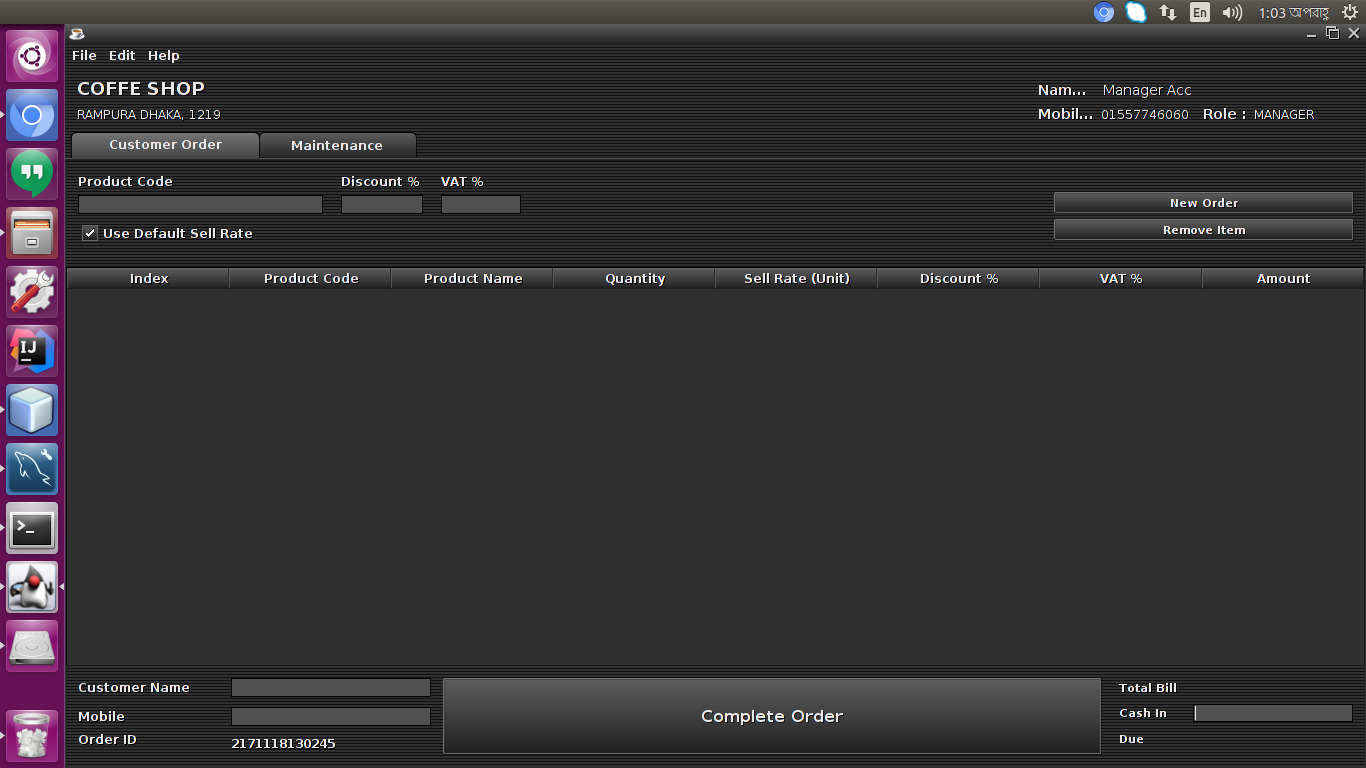 En 1:03 অপরাহ্ণ
File Edit Help
COFFE SHOP
Nam... Manager Acc
RAMPURA DHAKA, 1219
Mobil... 01557746060 Role : MANAGER
Customer Order Maintenance
Product Code Discount % VAT %
New Order
Use Default Sell Rate
Remove Item
Index Product Code Product Name Quantity Sell Rate (Unit) Discount % VAT % Amount
IJ
>_
Customer Name
Total Bill
Complete Order
Mobile
Cash In
Order ID 2171118130245
Due